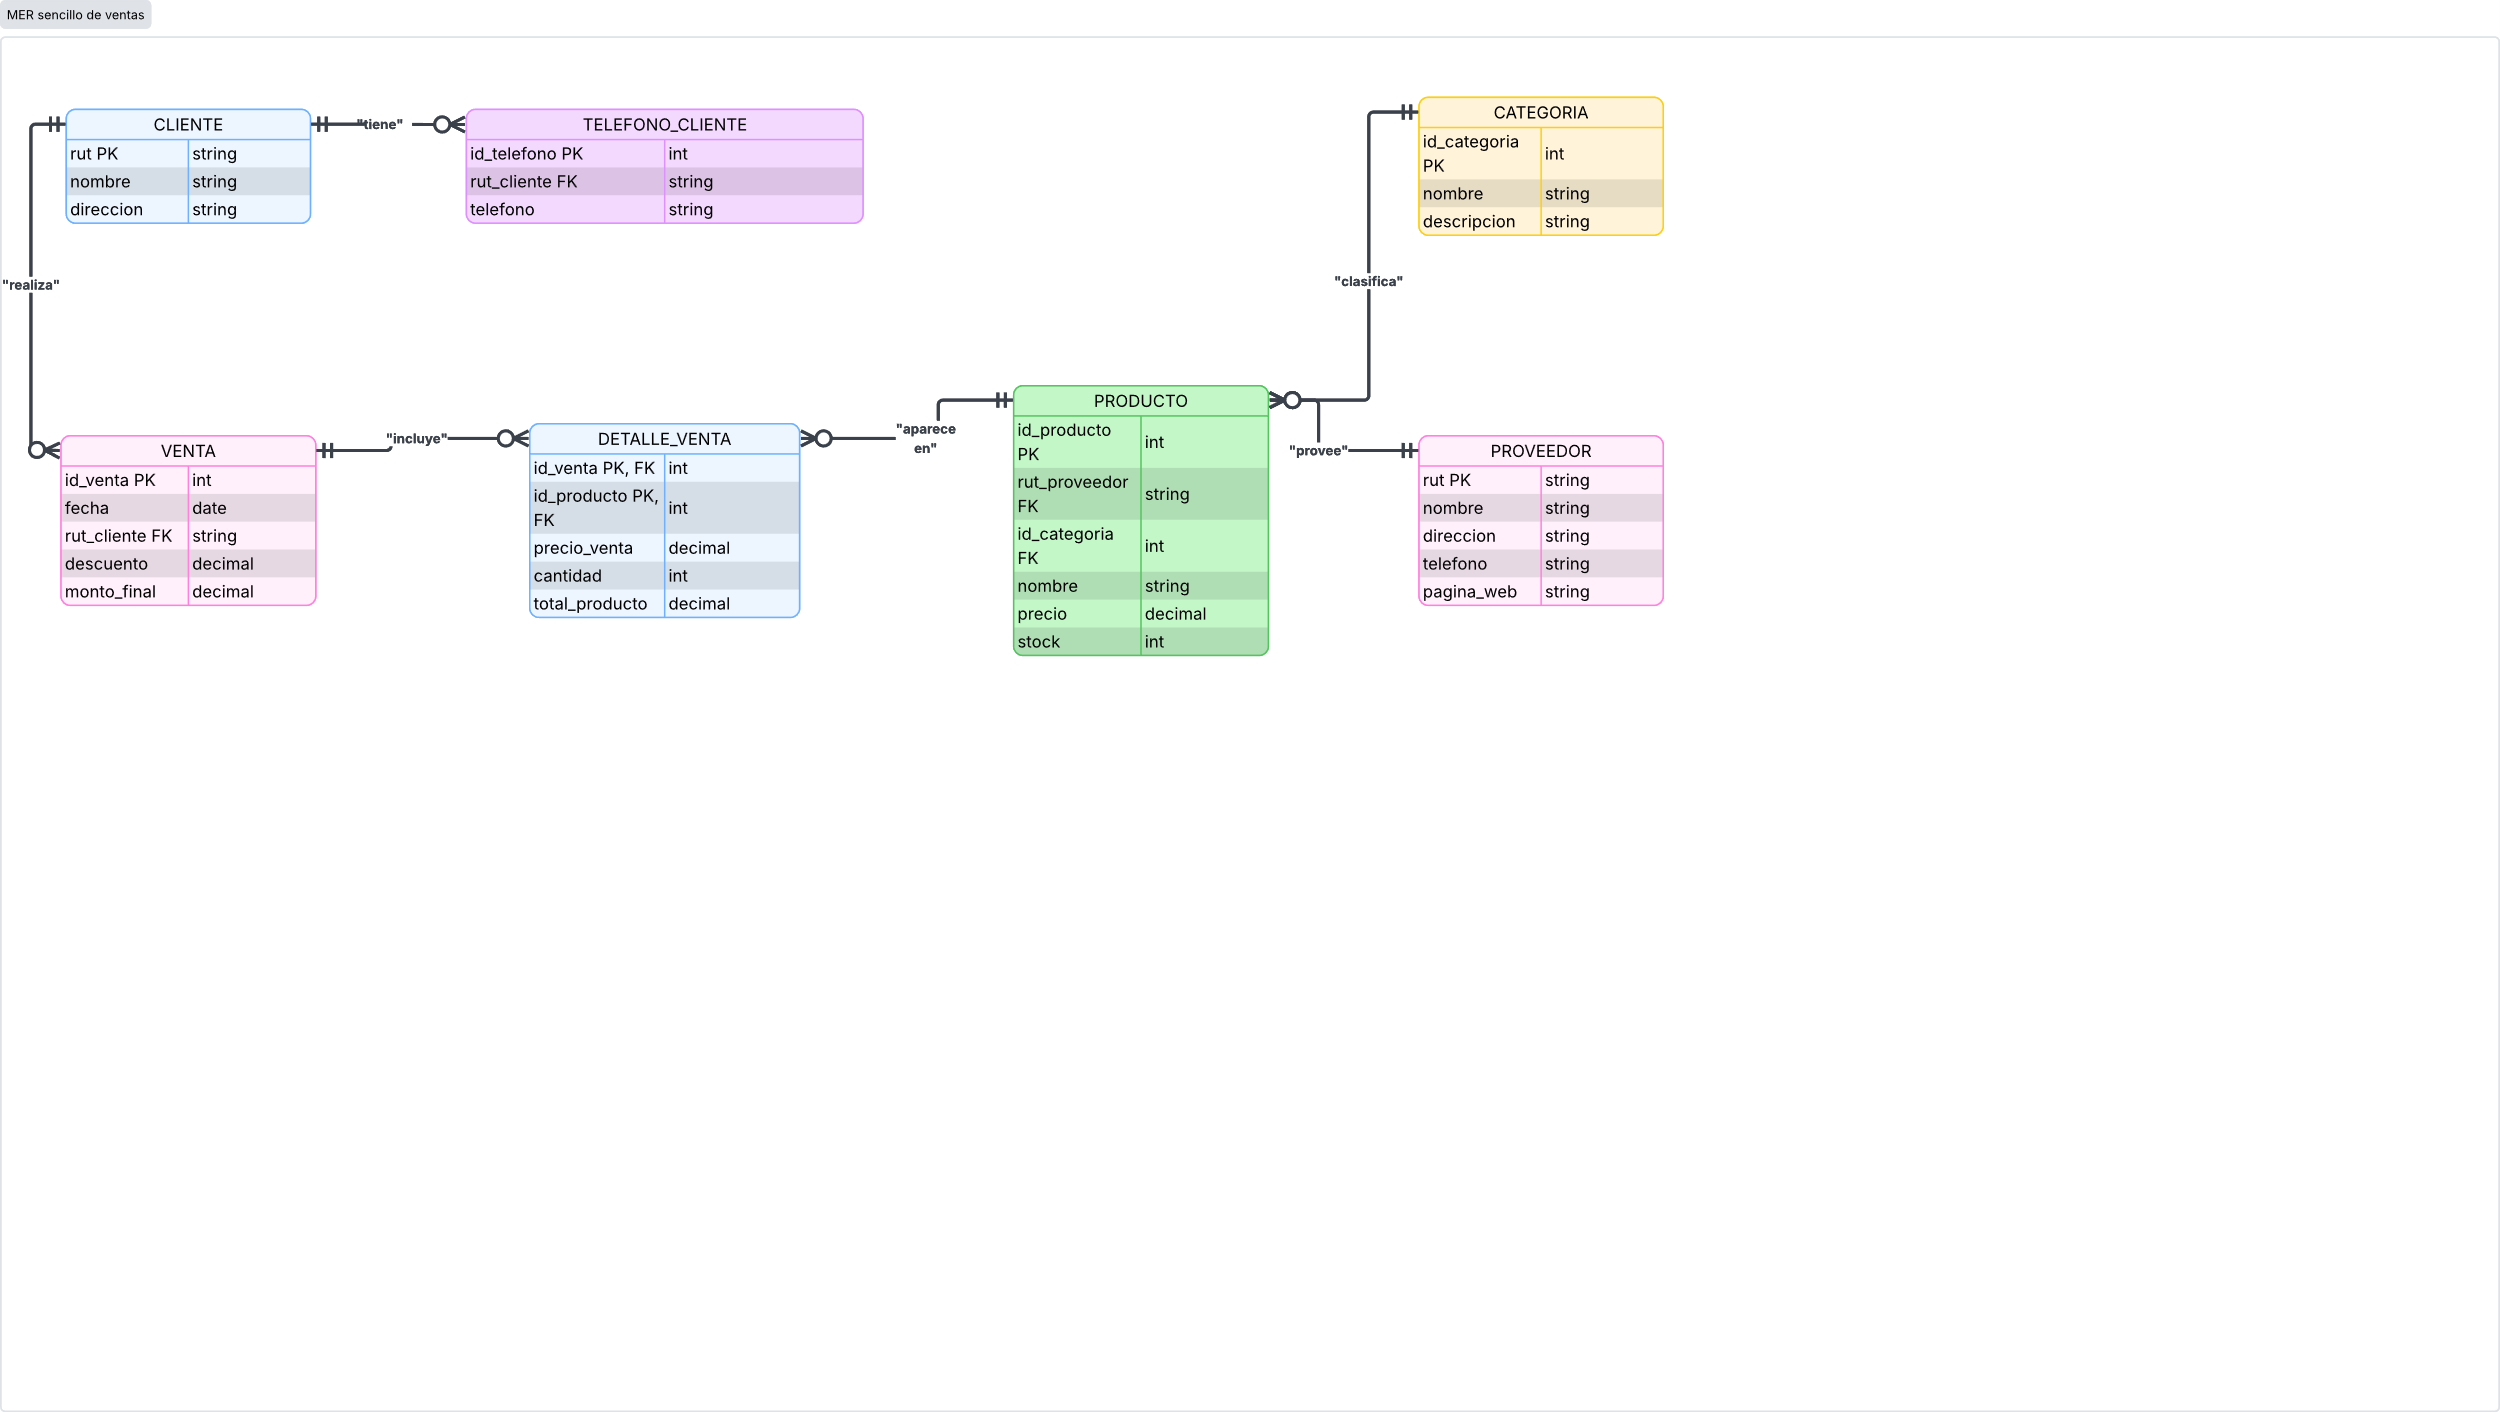 MER sencillo de ventas
CLIENTE
rut PK string
nombre string
direccion string
"tiene"
TELEFONO_CLIENTE
id_telefono PK int
rut_cliente FK string
telefono string
CATEGORIA
id_categoria
PK
int
nombre string
descripcion string
"realiza"
"clasifica"
VENTA
id_venta PK int
fecha date
rut_cliente FK string
descuento decimal
monto_final decimal
"incluye"
DETALLE_VENTA
id_venta PK, FK int
id_producto PK,
FK
int
precio_venta decimal
cantidad int
total_producto decimal
"aparece
en"
PRODUCTO
id_producto
PK
int
rut_proveedor
FK
string
id_categoria
FK
int
nombre string
precio decimal
stock int
"provee"
PROVEEDOR
rut PK string
nombre string
direccion string
telefono string
pagina_web string